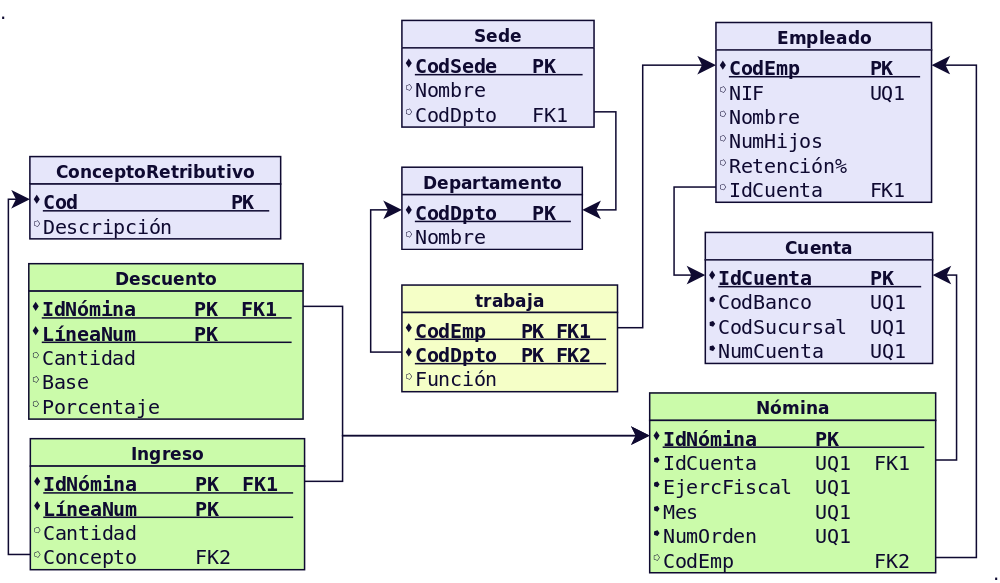 Sede
CodSede PK
Nombre
CodDpto FK1
Empleado
CodEmp PK
NIF UQ1
Nombre
NumHijos
Retención%
IdCuenta FK1
ConceptoRetributivo
Cod PK
Descripción
Departamento
CodDpto PK
Nombre
Cuenta
IdCuenta PK
CodBanco UQ1
CodSucursal UQ1
NumCuenta UQ1
Descuento
IdNómina PK FK1
LíneaNum PK
Cantidad
Base
Porcentaje
trabaja
CodEmp PK FK1
CodDpto PK FK2
Función
Nómina
IdNómina PK
IdCuenta UQ1 FK1
EjercFiscal UQ1
Mes UQ1
NumOrden UQ1
CodEmp FK2
Ingreso
IdNómina PK FK1
LíneaNum PK
Cantidad
Concepto FK2